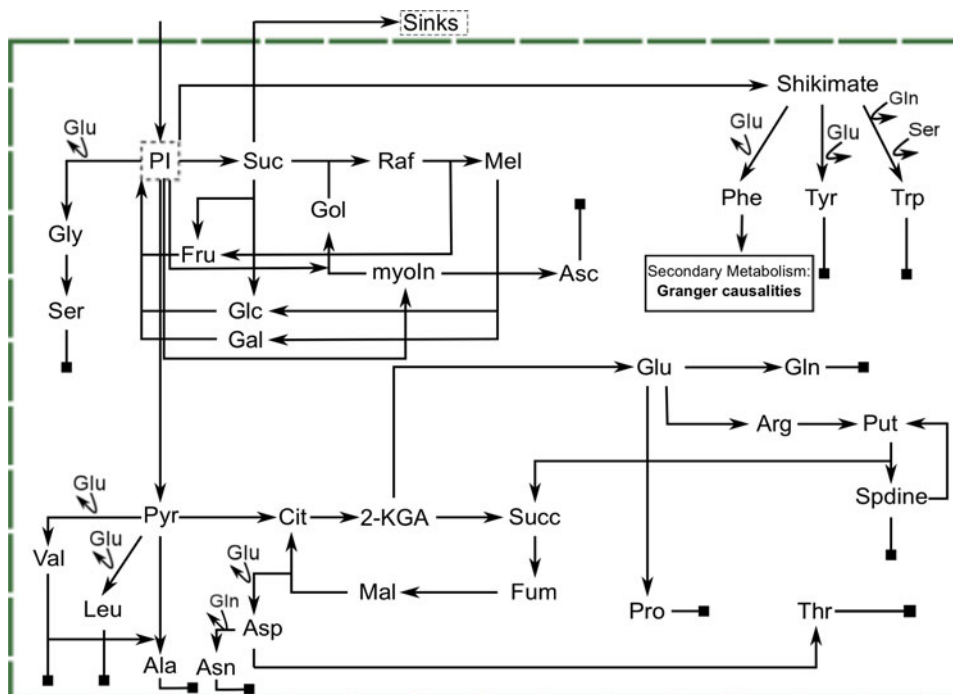 Sinks
Shikimate
Gln
Glu
Glu
Glu
Ser
PI
Suc
Raf
Mel
Phe
Tyr
Trp
Gol
Gly
Fru
myoIn
Asc
Secondary Metabolism:
Granger causalities
Ser
Glc
Gal
Glu
Gln
Arg
Put
Glu
Spdine
Pyr
Cit
2-KGA
Succ
Val
Glu
Glu
Leu
Gln
Mal
Fum
Asp
Pro
Thr
Ala
Asn